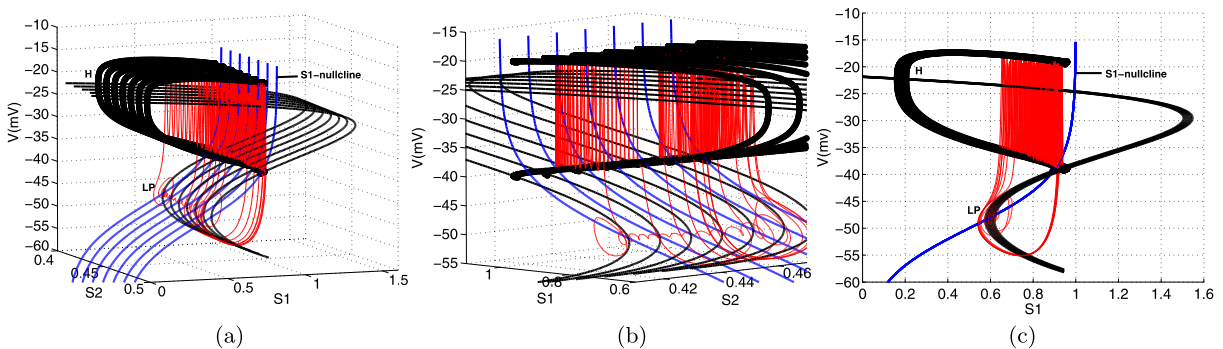 −10
−15
−20
−25
−30
−35
−40
−45
−50
−55
−60
V(mV)
H
LP
S1−nullcline
0.4
0.45
0.5
S2
0
0.5
1
1.5
S1
(a)
−15
−20
−25
−30
−35
−40
−45
−50
−55
V(mV)
1
0.8
0.6
S1
0.42
0.44
0.46
S2
(b)
−10
−15
−20
−25
−30
−35
−40
−45
−50
−55
−60
V(mv)
H
LP
S1−nullcline
0 0.2 0.4 0.6 0.8 1 1.2 1.4 1.6
S1
(c)